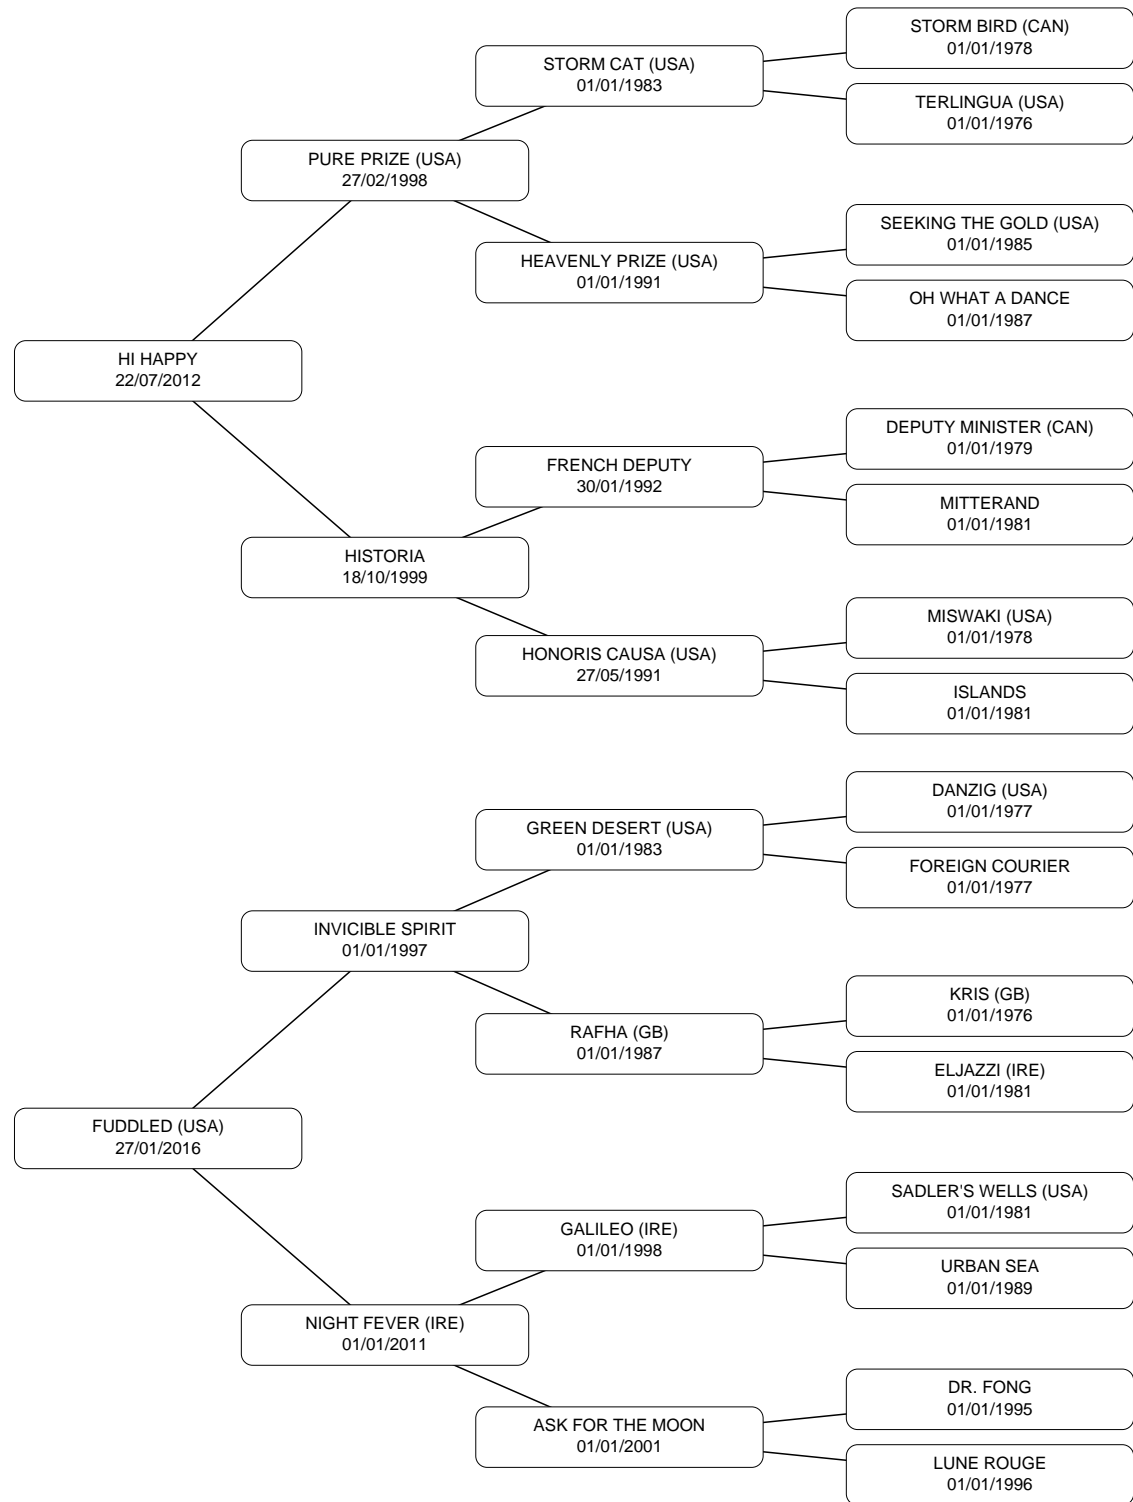 STORM BIRD (CAN)
01/01/1978
STORM CAT (USA)
01/01/1983
TERLINGUA (USA)
01/01/1976
PURE PRIZE (USA)
27/02/1998
SEEKING THE GOLD (USA)
01/01/1985
HEAVENLY PRIZE (USA)
01/01/1991
OH WHAT A DANCE
01/01/1987
HI HAPPY
22/07/2012
DEPUTY MINISTER (CAN)
01/01/1979
FRENCH DEPUTY
30/01/1992
MITTERAND
01/01/1981
HISTORIA
18/10/1999
MISWAKI (USA)
01/01/1978
HONORIS CAUSA (USA)
27/05/1991
ISLANDS
01/01/1981
DANZIG (USA)
01/01/1977
GREEN DESERT (USA)
01/01/1983
FOREIGN COURIER
01/01/1977
INVICIBLE SPIRIT
01/01/1997
KRIS (GB)
01/01/1976
RAFHA (GB)
01/01/1987
ELJAZZI (IRE)
01/01/1981
FUDDLED (USA)
27/01/2016
SADLER'S WELLS (USA)
01/01/1981
GALILEO (IRE)
01/01/1998
URBAN SEA
01/01/1989
NIGHT FEVER (IRE)
01/01/2011
DR. FONG
01/01/1995
ASK FOR THE MOON
01/01/2001
LUNE ROUGE
01/01/1996